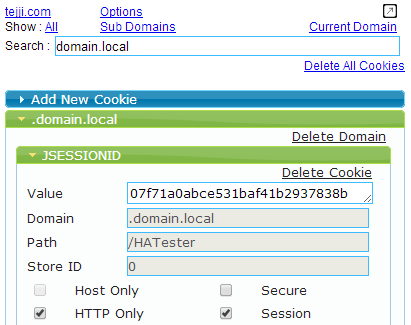 tejji.com Options
Show : All Sub Domains Current Domain
Search : domain.local
Delete All Cookies
Add New Cookie
.domain.local
Delete Domain
JSESSIONID
Delete Cookie
Value 07f71a0abce531baf41b2937838b
Domain .domain.local
Path /HATester
Store ID 0
Host Only Secure
HTTP Only Session